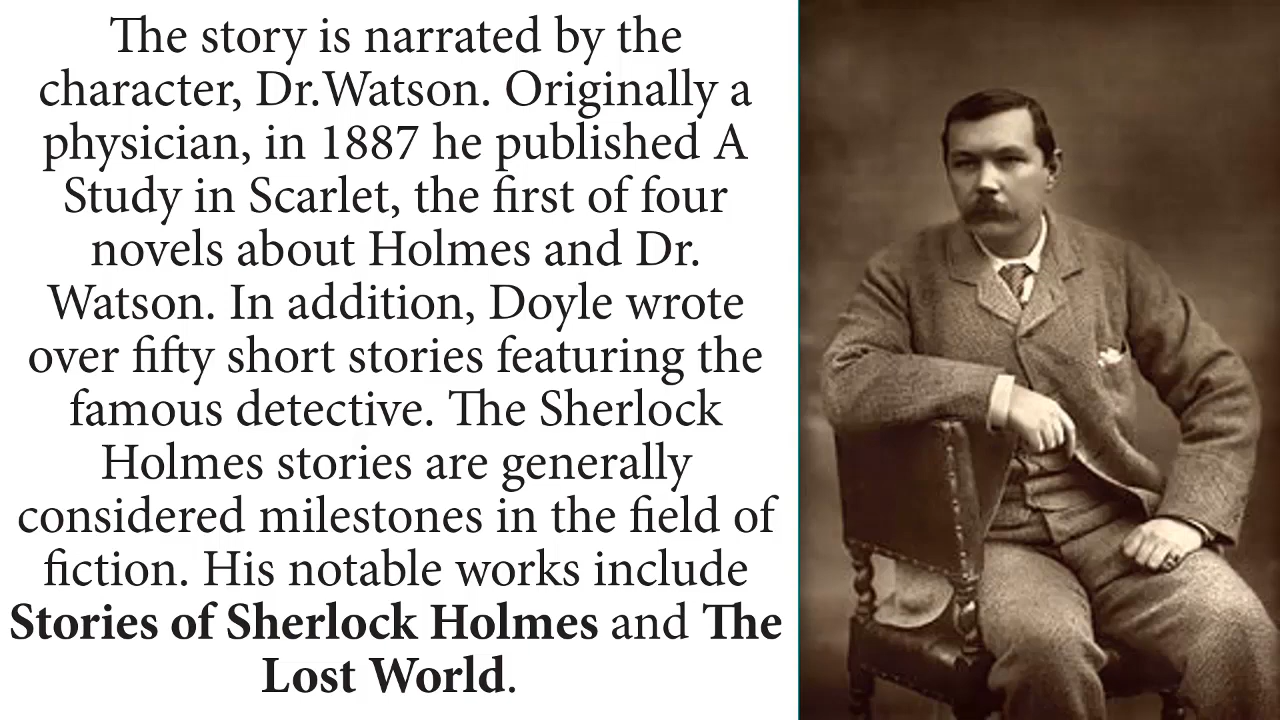 The story is narrated by the
character, Dr.Watson. Originally a
physician, in 1887 he published A
Study in Scarlet, the first of four
novels about Holmes and Dr.
Watson. In addition, Doyle wrote
over fifty short stories featuring the
famous detective. The Sherlock
Holmes stories are generally
considered milestones in the field of
fiction. His notable works include
Stories of Sherlock Holmes and The
Lost World.